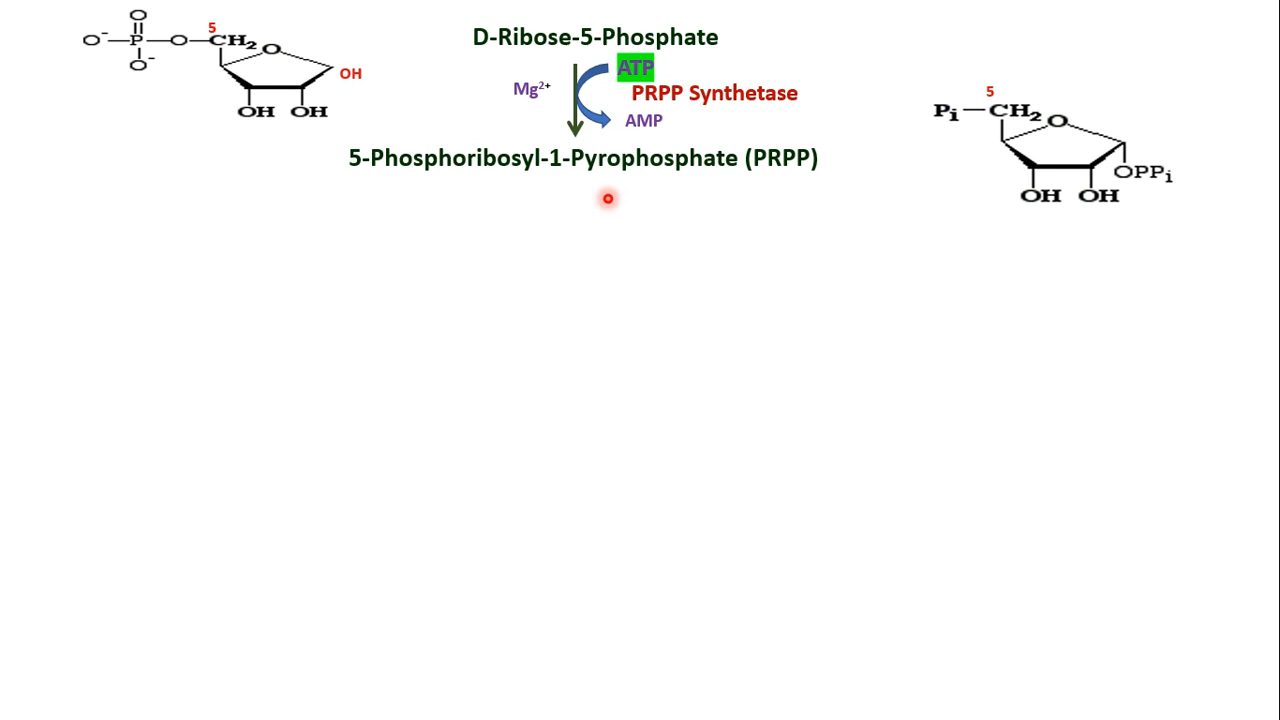 O
O⁻—P—O—CH₂ O
5
O⁻
OH
OH OH
D-Ribose-5-Phosphate
ATP
Mg²⁺
PRPP Synthetase
AMP
5-Phosphoribosyl-1-Pyrophosphate (PRPP)
5
Pᵢ—CH₂ O
OPPᵢ
OH OH